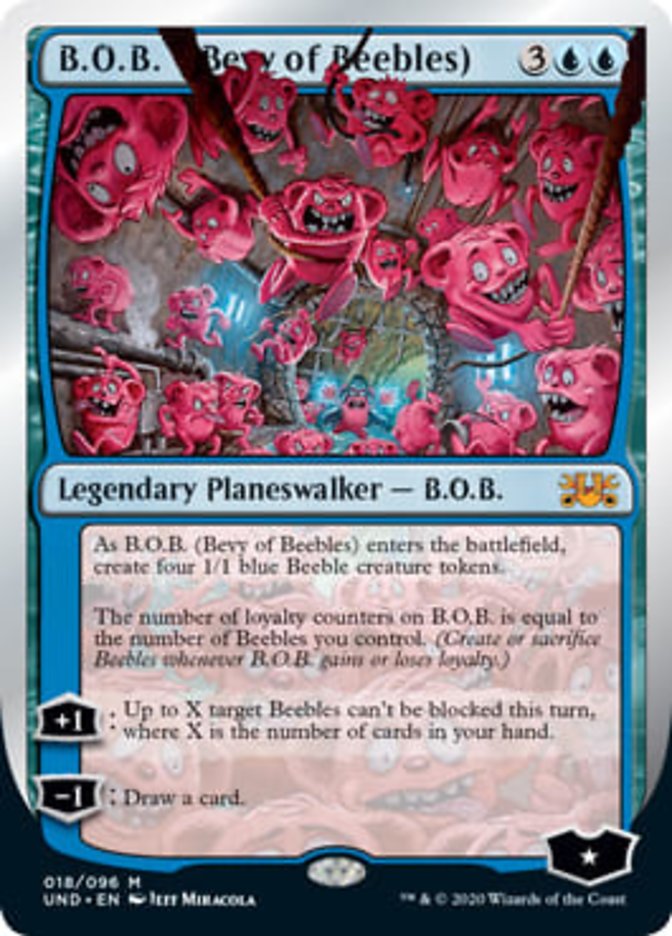 B.O.B. (Bevy of Beebles) 3
Legendary Planeswalker — B.O.B.
As B.O.B. (Bevy of Beebles) enters the battlefield,
create four 1/1 blue Beeble creature tokens.
The number of loyalty counters on B.O.B. is equal to
the number of Beebles you control. (Create or sacrifice
Beebles whenever B.O.B. gains or loses loyalty.)
+1 : Up to X target Beebles can't be blocked this turn,
where X is the number of cards in your hand.
−1 : Draw a card.
018/096 M
UND • EN Jeff Miracola
™ & © 2020 Wizards of the Coast